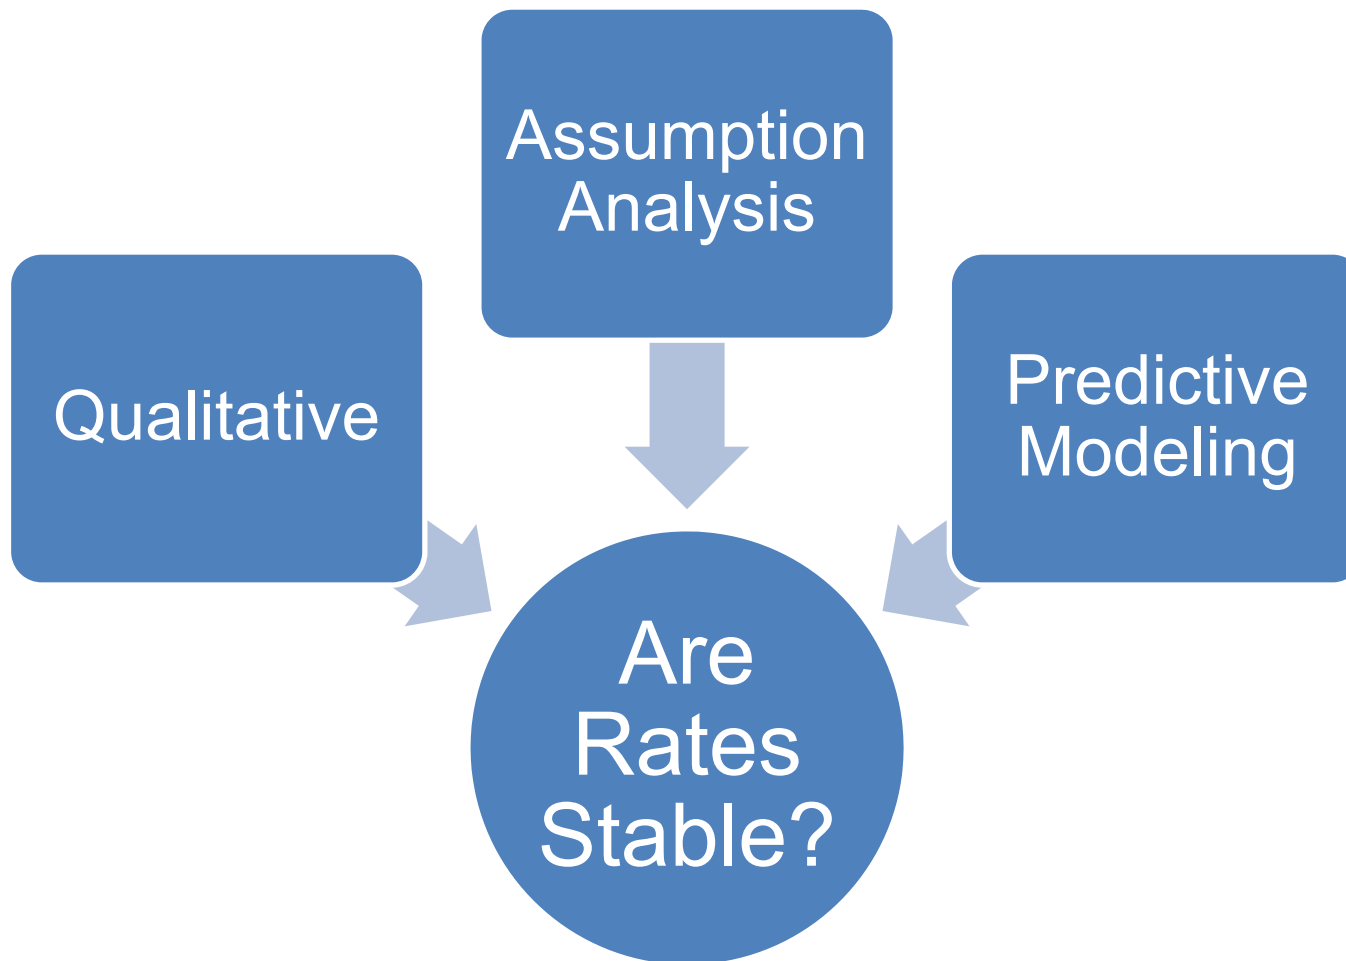 Assumption
Analysis
Qualitative
Predictive
Modeling
Are
Rates
Stable?